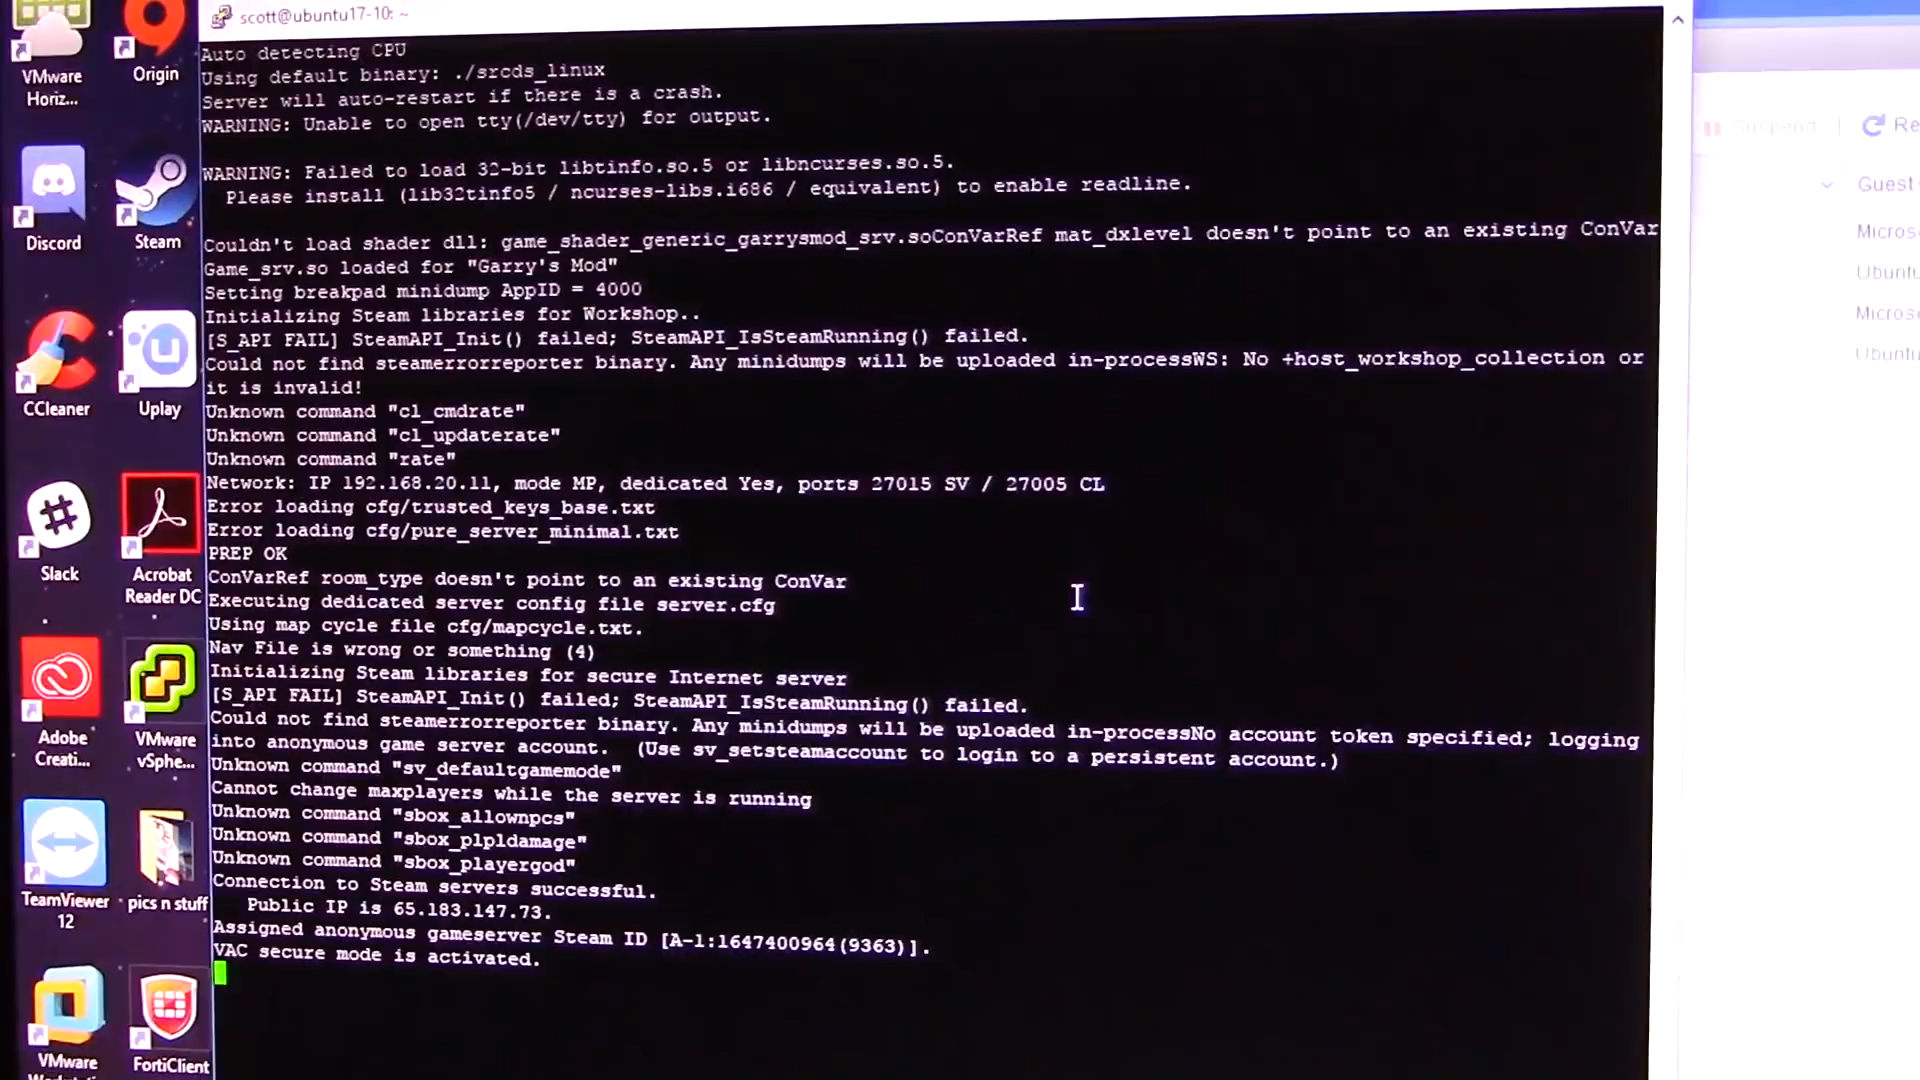 scott@ubuntu17-10: ~
Auto detecting CPU
Using default binary: ./srcds_linux
Server will auto-restart if there is a crash.
WARNING: Unable to open tty(/dev/tty) for output.
WARNING: Failed to load 32-bit libtinfo.so.5 or libncurses.so.5.
Please install (lib32tinfo5 / ncurses-libs.i686 / equivalent) to enable readline.
Couldn't load shader dll: game_shader_generic_garrysmod_srv.soConVarRef mat_dxlevel doesn't point to an existing ConVar
Game_srv.so loaded for "Garry's Mod"
Setting breakpad minidump AppID = 4000
Initializing Steam libraries for Workshop..
[S_API FAIL] SteamAPI_Init() failed; SteamAPI_IsSteamRunning() failed.
Could not find steamerrorreporter binary. Any minidumps will be uploaded in-processWS: No +host_workshop_collection or
it is invalid!
Unknown command "cl_cmdrate"
Unknown command "cl_updaterate"
Unknown command "rate"
Network: IP 192.168.20.11, mode MP, dedicated Yes, ports 27015 SV / 27005 CL
Error loading cfg/trusted_keys_base.txt
Error loading cfg/pure_server_minimal.txt
PREP OK
ConVarRef room_type doesn't point to an existing ConVar
Executing dedicated server config file server.cfg
Using map cycle file cfg/mapcycle.txt.
Nav File is wrong or something (4)
Initializing Steam libraries for secure Internet server
[S_API FAIL] SteamAPI_Init() failed; SteamAPI_IsSteamRunning() failed.
Could not find steamerrorreporter binary. Any minidumps will be uploaded in-processNo account token specified; logging
into anonymous game server account.  (Use sv_setsteamaccount to login to a persistent account.)
Unknown command "sv_defaultgamemode"
Cannot change maxplayers while the server is running
Unknown command "sbox_allownpcs"
Unknown command "sbox_plpldamage"
Unknown command "sbox_playergod"
Connection to Steam servers successful.
Public IP is 65.183.147.73.
Assigned anonymous gameserver Steam ID [A-1:1647400964(9363)].
VAC secure mode is activated.
VMware
Horiz...
Origin
Discord
Steam
CCleaner
Uplay
Slack
Acrobat
Reader DC
Adobe
Creati...
VMware
vSphe...
TeamViewer
12
pics n stuff
VMware
FortiClient
Suspend
Re
Guest
Micros
Ubuntu
Micros
Ubuntu